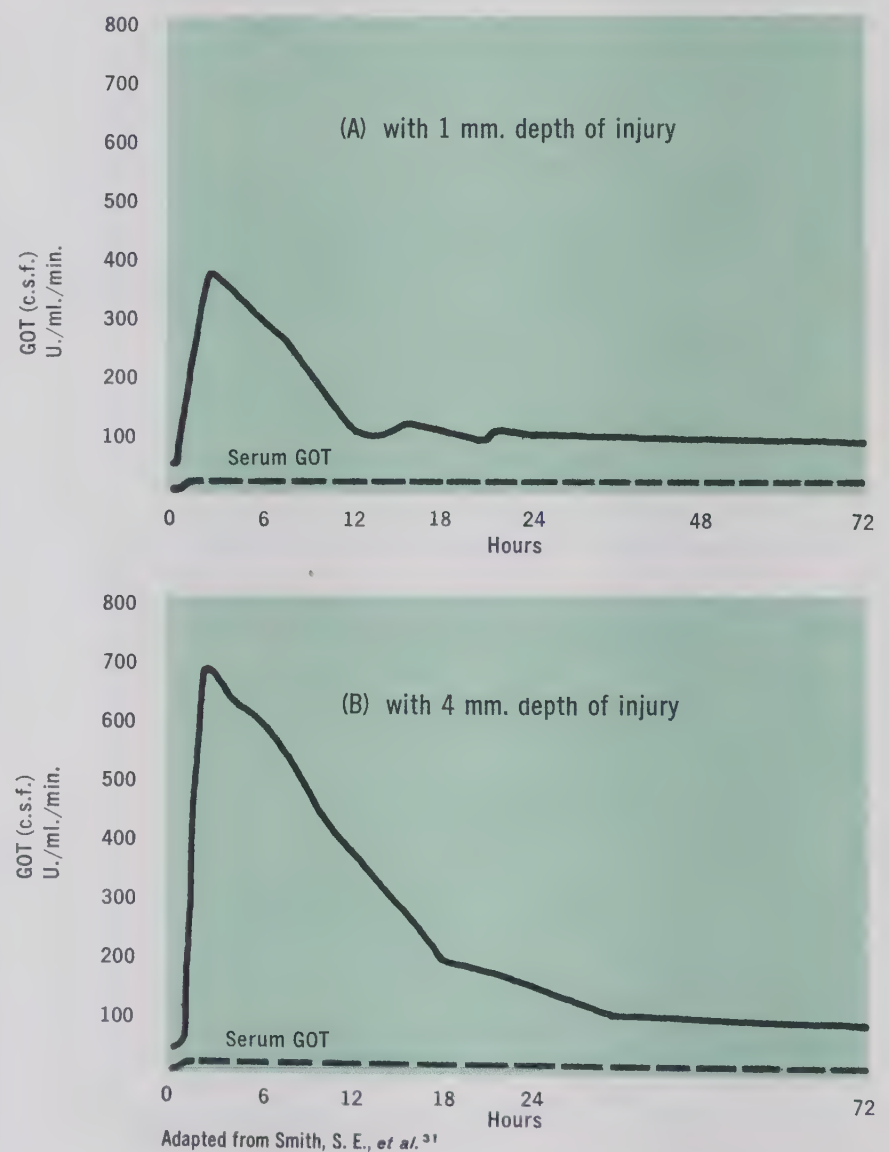 800
700
600
500
400
300
200
100
GOT (c.s.f.)
U./ml./min.
(A) with 1 mm. depth of injury
Serum GOT
0 6 12 18 24 48 72
Hours
800
700
600
500
400
300
200
100
GOT (c.s.f.)
U./ml./min.
(B) with 4 mm. depth of injury
Serum GOT
0 6 12 18 24 72
Hours
Adapted from Smith, S. E., et al.³¹